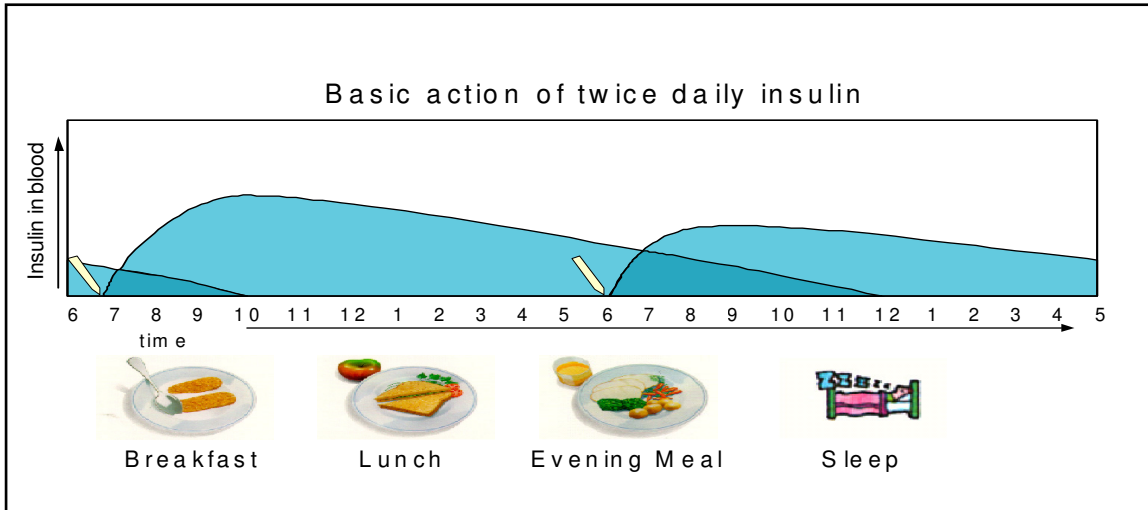 Basic action of twice daily insulin
Insulin in blood
6 7 8 9 10 11 12 1 2 3 4 5 6 7 8 9 10 11 12 1 2 3 4 5
time
zzzz..
Breakfast Lunch Evening Meal Sleep